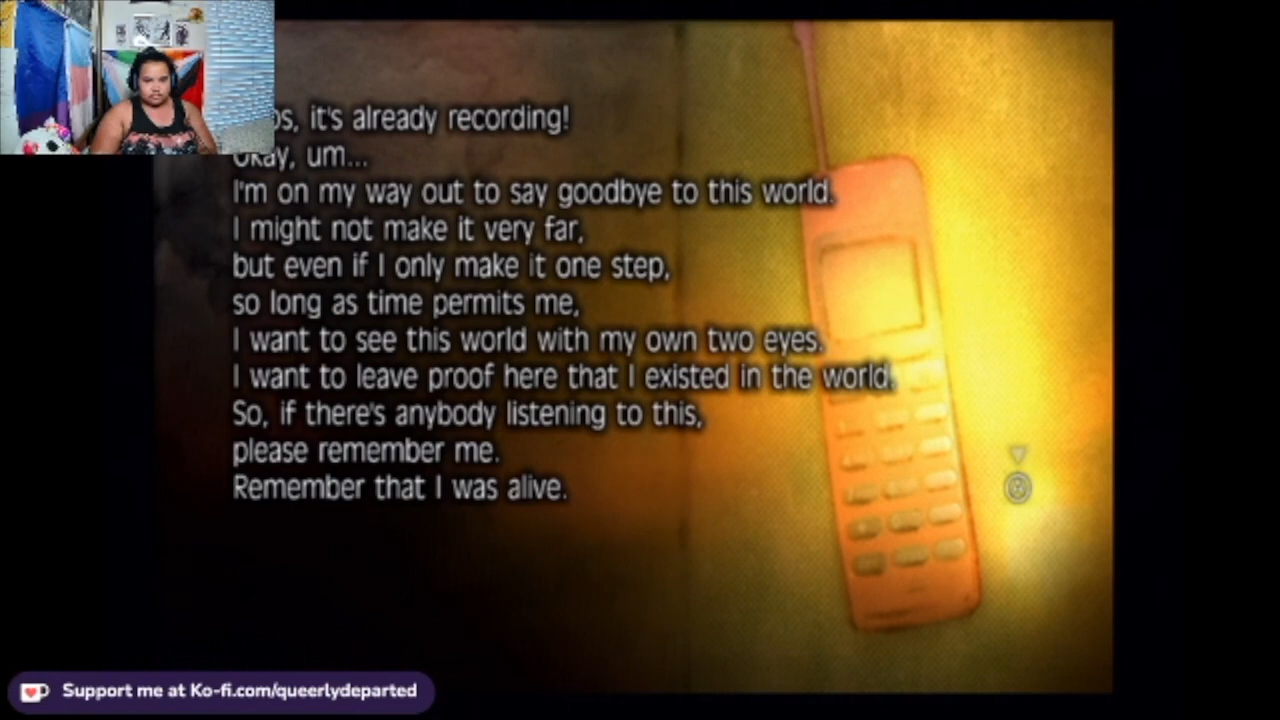 it's already recording!
Okay, um...
I'm on my way out to say goodbye to this world.
I might not make it very far,
but even if I only make it one step,
so long as time permits me,
I want to see this world with my own two eyes.
I want to leave proof here that I existed in the world.
So, if there's anybody listening to this,
please remember me.
Remember that I was alive.
Support me at Ko-fi.com/queerlydeparted